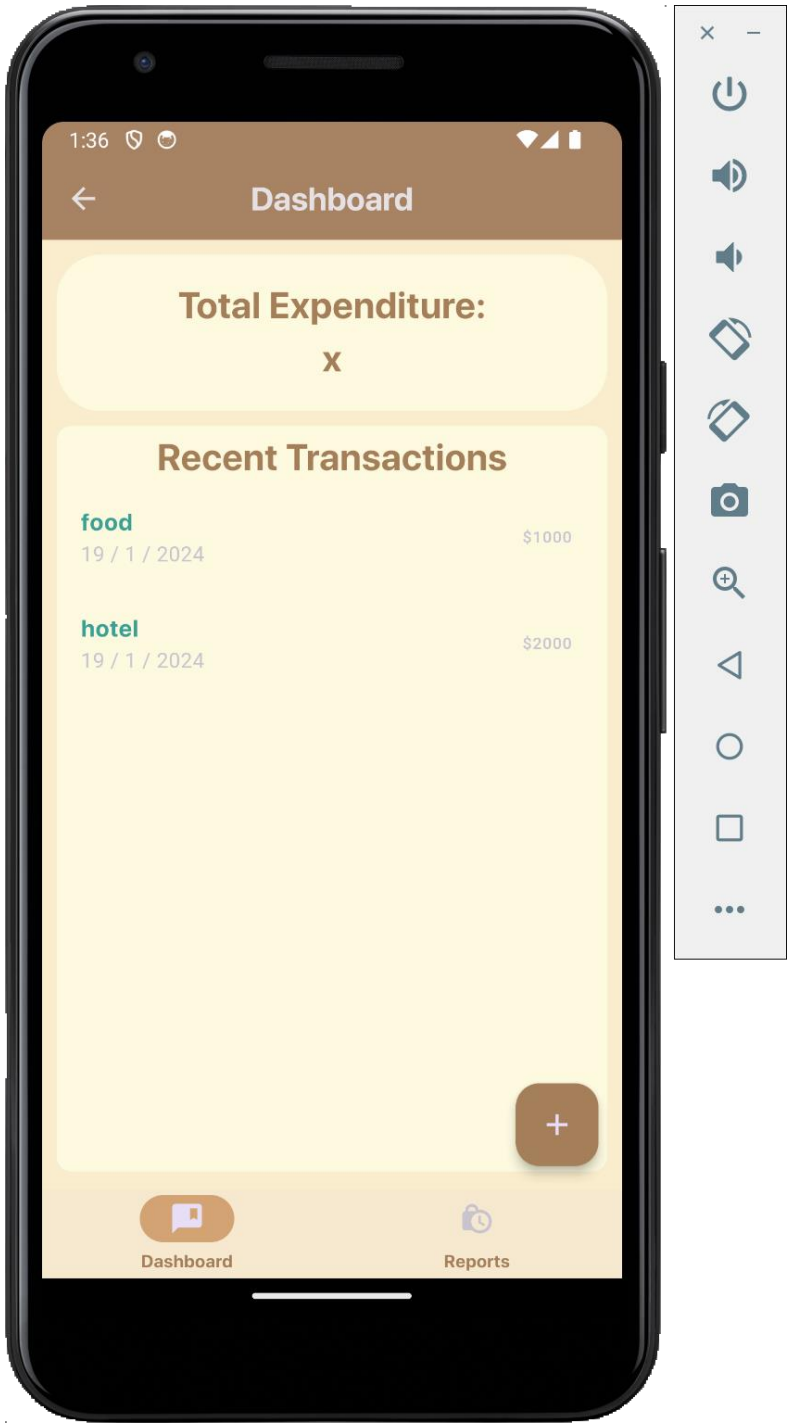 1:36
Dashboard
Total Expenditure:
x
Recent Transactions
food
19 / 1 / 2024
$1000
hotel
19 / 1 / 2024
$2000
+
Dashboard
Reports